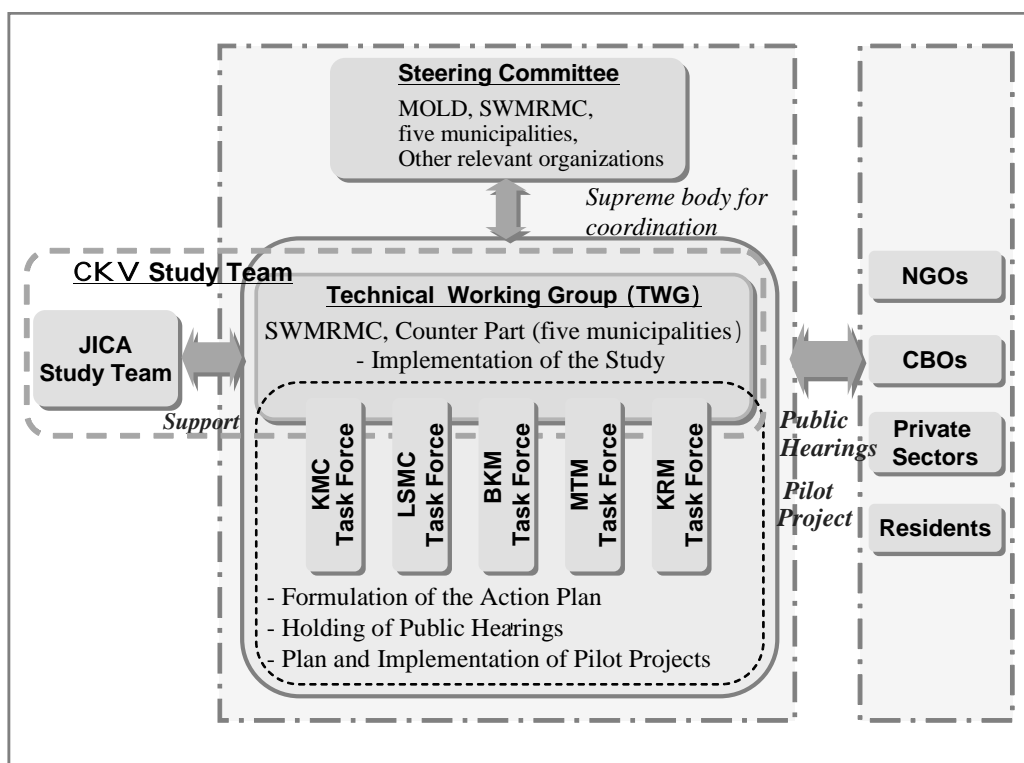 Steering Committee
MOLD, SWMRMC,
five municipalities,
Other relevant organizations
Supreme body for
coordination
CKV Study Team
Technical Working Group (TWG)
SWMRMC, Counter Part (five municipalities)
- Implementation of the Study
JICA
Study Team
Support
KMC
Task Force
LSMC
Task Force
BKM
Task Force
MTM
Task Force
KRM
Task Force
- Formulation of the Action Plan
- Holding of Public Hearings
- Plan and Implementation of Pilot Projects
Public
Hearings
Pilot
Project
NGOs
CBOs
Private
Sectors
Residents